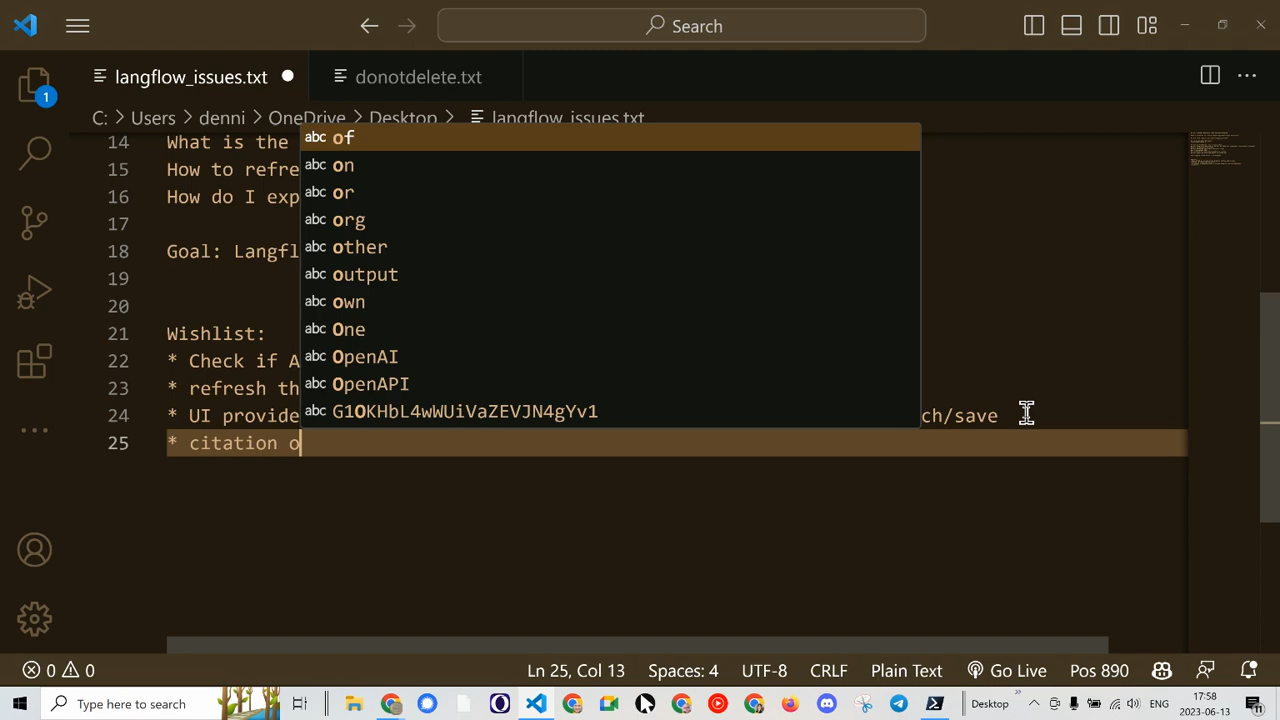 Search
langflow_issues.txt
donotdelete.txt
1
C: > Users > denni > OneDrive > Desktop > langflow_issues.txt
14 What is the
15 How to refre
16 How do I exp
17
18 Goal: Langfl
19
20
21 Wishlist:
22 * Check if A
23 * refresh th
24 * UI provide ch/save
25 * citation o
abc of
abc on
abc or
abc org
abc other
abc output
abc own
abc One
abc OpenAI
abc OpenAPI
abc G1OKHbL4wWUiVaZEVJN4gYv1
0 0 Ln 25, Col 13 Spaces: 4 UTF-8 CRLF Plain Text Go Live Pos 890
Type here to search Desktop ENG 17:58
2023-06-13